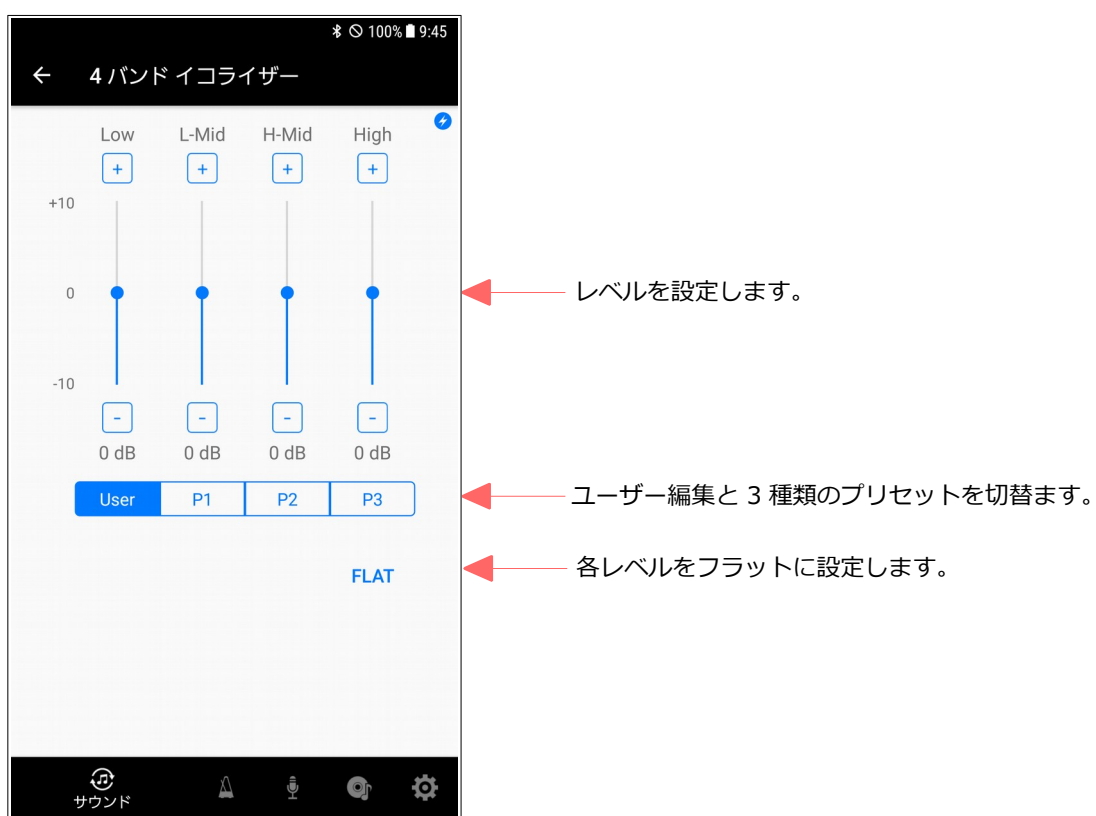 100% 9:45
4 バンド イコライザー
Low L-Mid H-Mid High
+ + + +
+10
0
レベルを設定します。
-10
- - - -
0 dB 0 dB 0 dB 0 dB
User P1 P2 P3
ユーザー編集と 3 種類のプリセットを切替ます。
FLAT
各レベルをフラットに設定します。
サウンド